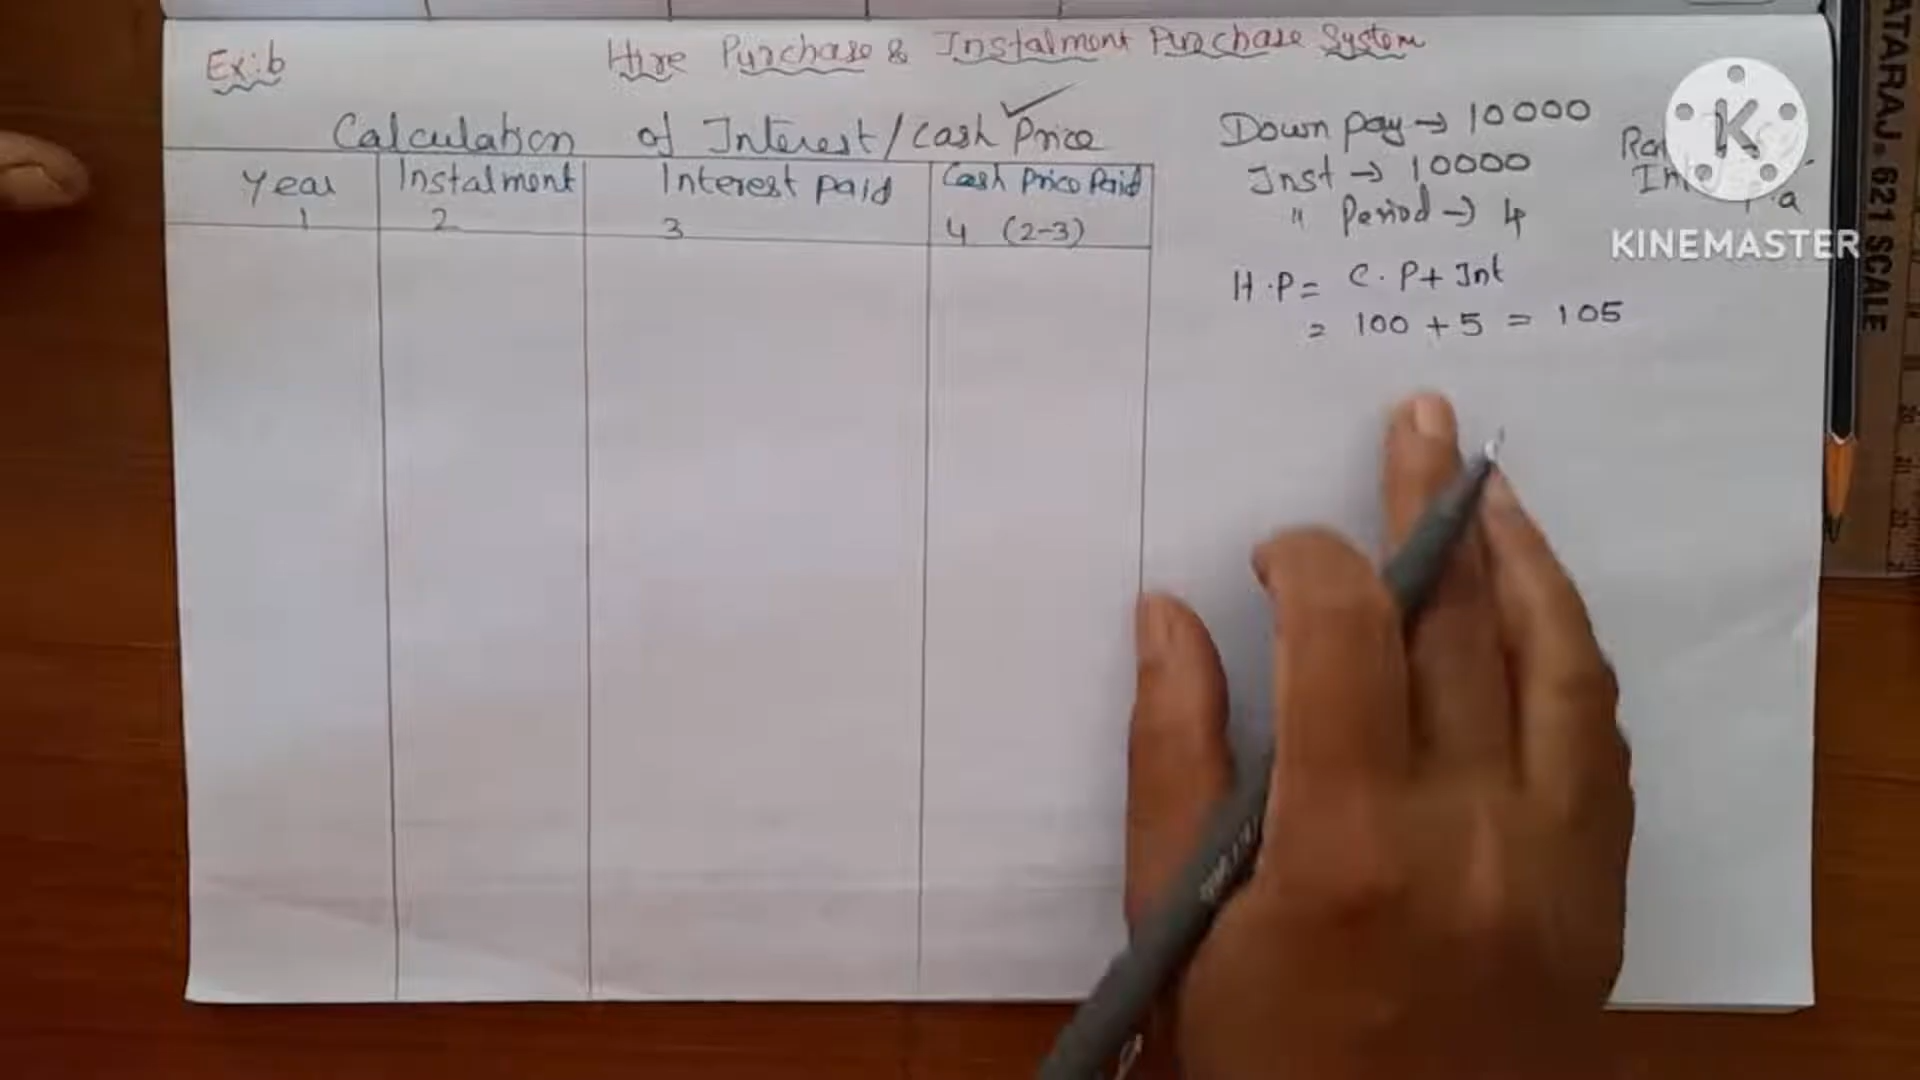 Ex:6
Hire Purchase & Instalment Purchase System
Calculation of Interest/Cash Price
Year Instalment Interest paid Cash Price Paid
1 2 3 4 (2-3)
Down pay → 10000
Inst → 10000
" Period → 4
H.P = C.P + Int
= 100 + 5 = 105
K
KINEMASTER
ATARAJ. 621 SCALE